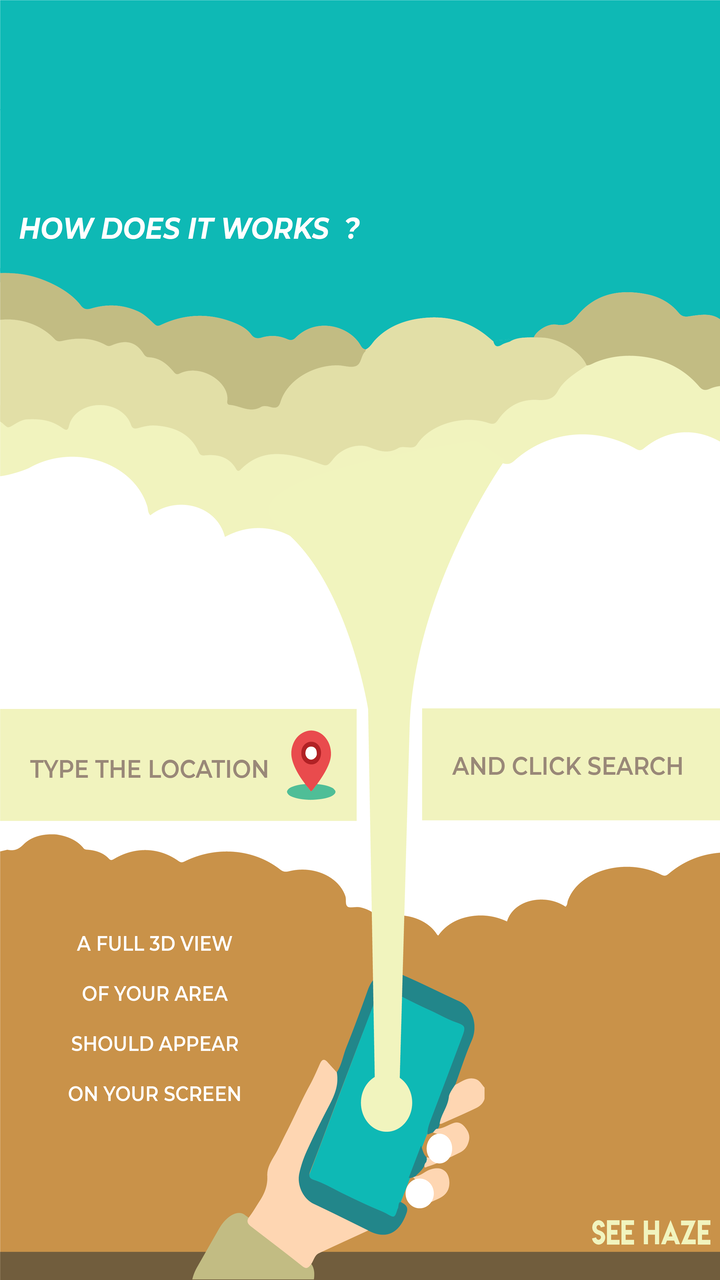 HOW DOES IT WORKS ?
TYPE THE LOCATION
AND CLICK SEARCH
A FULL 3D VIEW
OF YOUR AREA
SHOULD APPEAR
ON YOUR SCREEN
SEE HAZE